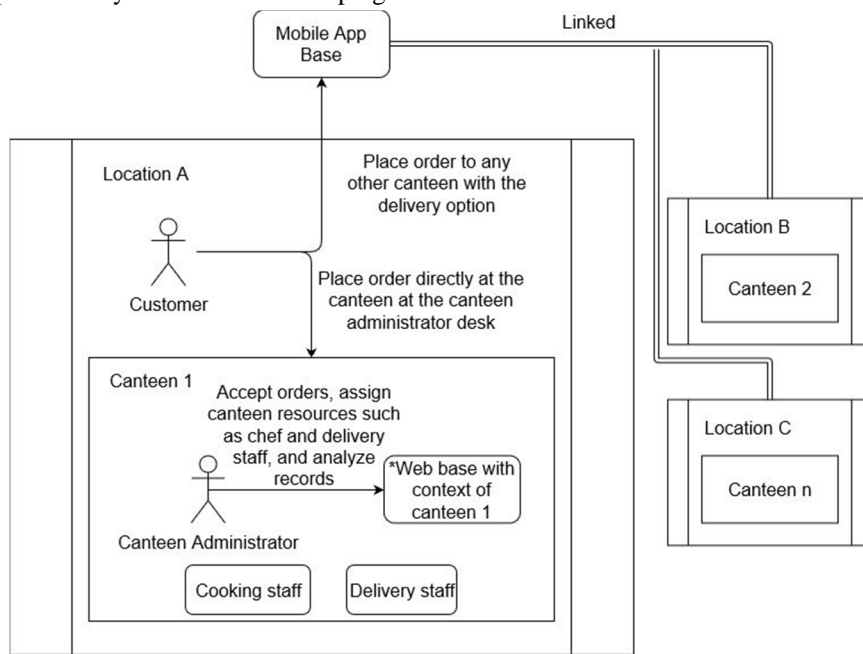 Mobile App
Base
Linked
Location A
Place order to any
other canteen with the
delivery option
Customer
Place order directly at the
canteen at the canteen
administrator desk
Location B
Canteen 2
Canteen 1
Accept orders, assign
canteen resources such
as chef and delivery
staff, and analyze
records
*Web base with
context of
canteen 1
Canteen Administrator
Cooking staff
Delivery staff
Location C
Canteen n